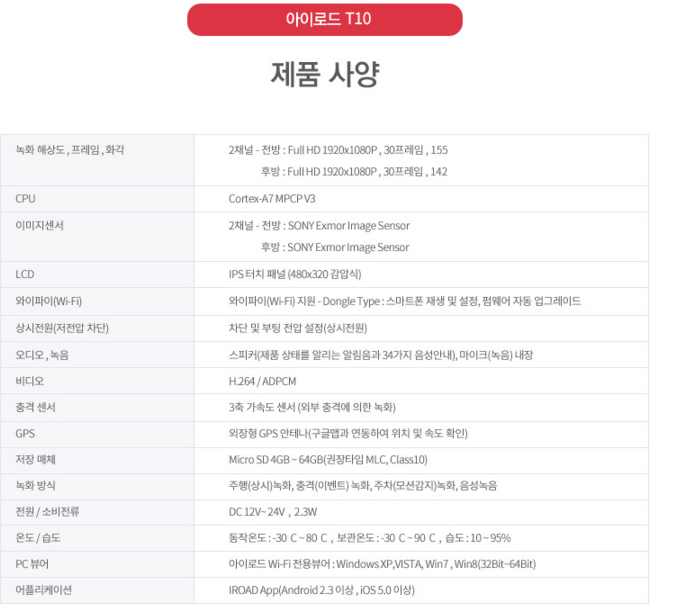 아이로드 T10
제품 사양
녹화 해상도 , 프레임 , 화각
2채널 - 전방 : Full HD 1920x1080P , 30프레임 , 155
후방 : Full HD 1920x1080P , 30프레임 , 142
CPU
Cortex-A7 MPCP V3
이미지센서
2채널 - 전방 : SONY Exmor Image Sensor
후방 : SONY Exmor Image Sensor
LCD
IPS 터치 패널 (480x320 감압식)
와이파이(Wi-Fi)
와이파이(Wi-Fi) 지원 - Dongle Type : 스마트폰 재생 및 설정, 펌웨어 자동 업그레이드
상시전원(저전압 차단)
차단 및 부팅 전압 설정(상시전원)
오디오 , 녹음
스피커(제품 상태를 알리는 알림음과 34가지 음성안내), 마이크(녹음) 내장
비디오
H.264 / ADPCM
충격 센서
3축 가속도 센서 (외부 충격에 의한 녹화)
GPS
외장형 GPS 안테나(구글맵과 연동하여 위치 및 속도 확인)
저장 매체
Micro SD 4GB ~ 64GB(권장타임 MLC, Class10)
녹화 방식
주행(상시)녹화, 충격(이벤트) 녹화, 주차(모션감지)녹화, 음성녹음
전원 / 소비전류
DC 12V~ 24V , 2.3W
온도 / 습도
동작온도 : -30 C ~ 80 C , 보관온도 : -30 C ~ 90 C , 습도 : 10 ~ 95%
PC 뷰어
아이로드 Wi-Fi 전용뷰어 : Windows XP,VISTA, Win7 , Win8(32Bit~64Bit)
어플리케이션
IROAD App(Android 2.3 이상 , iOS 5.0 이상)